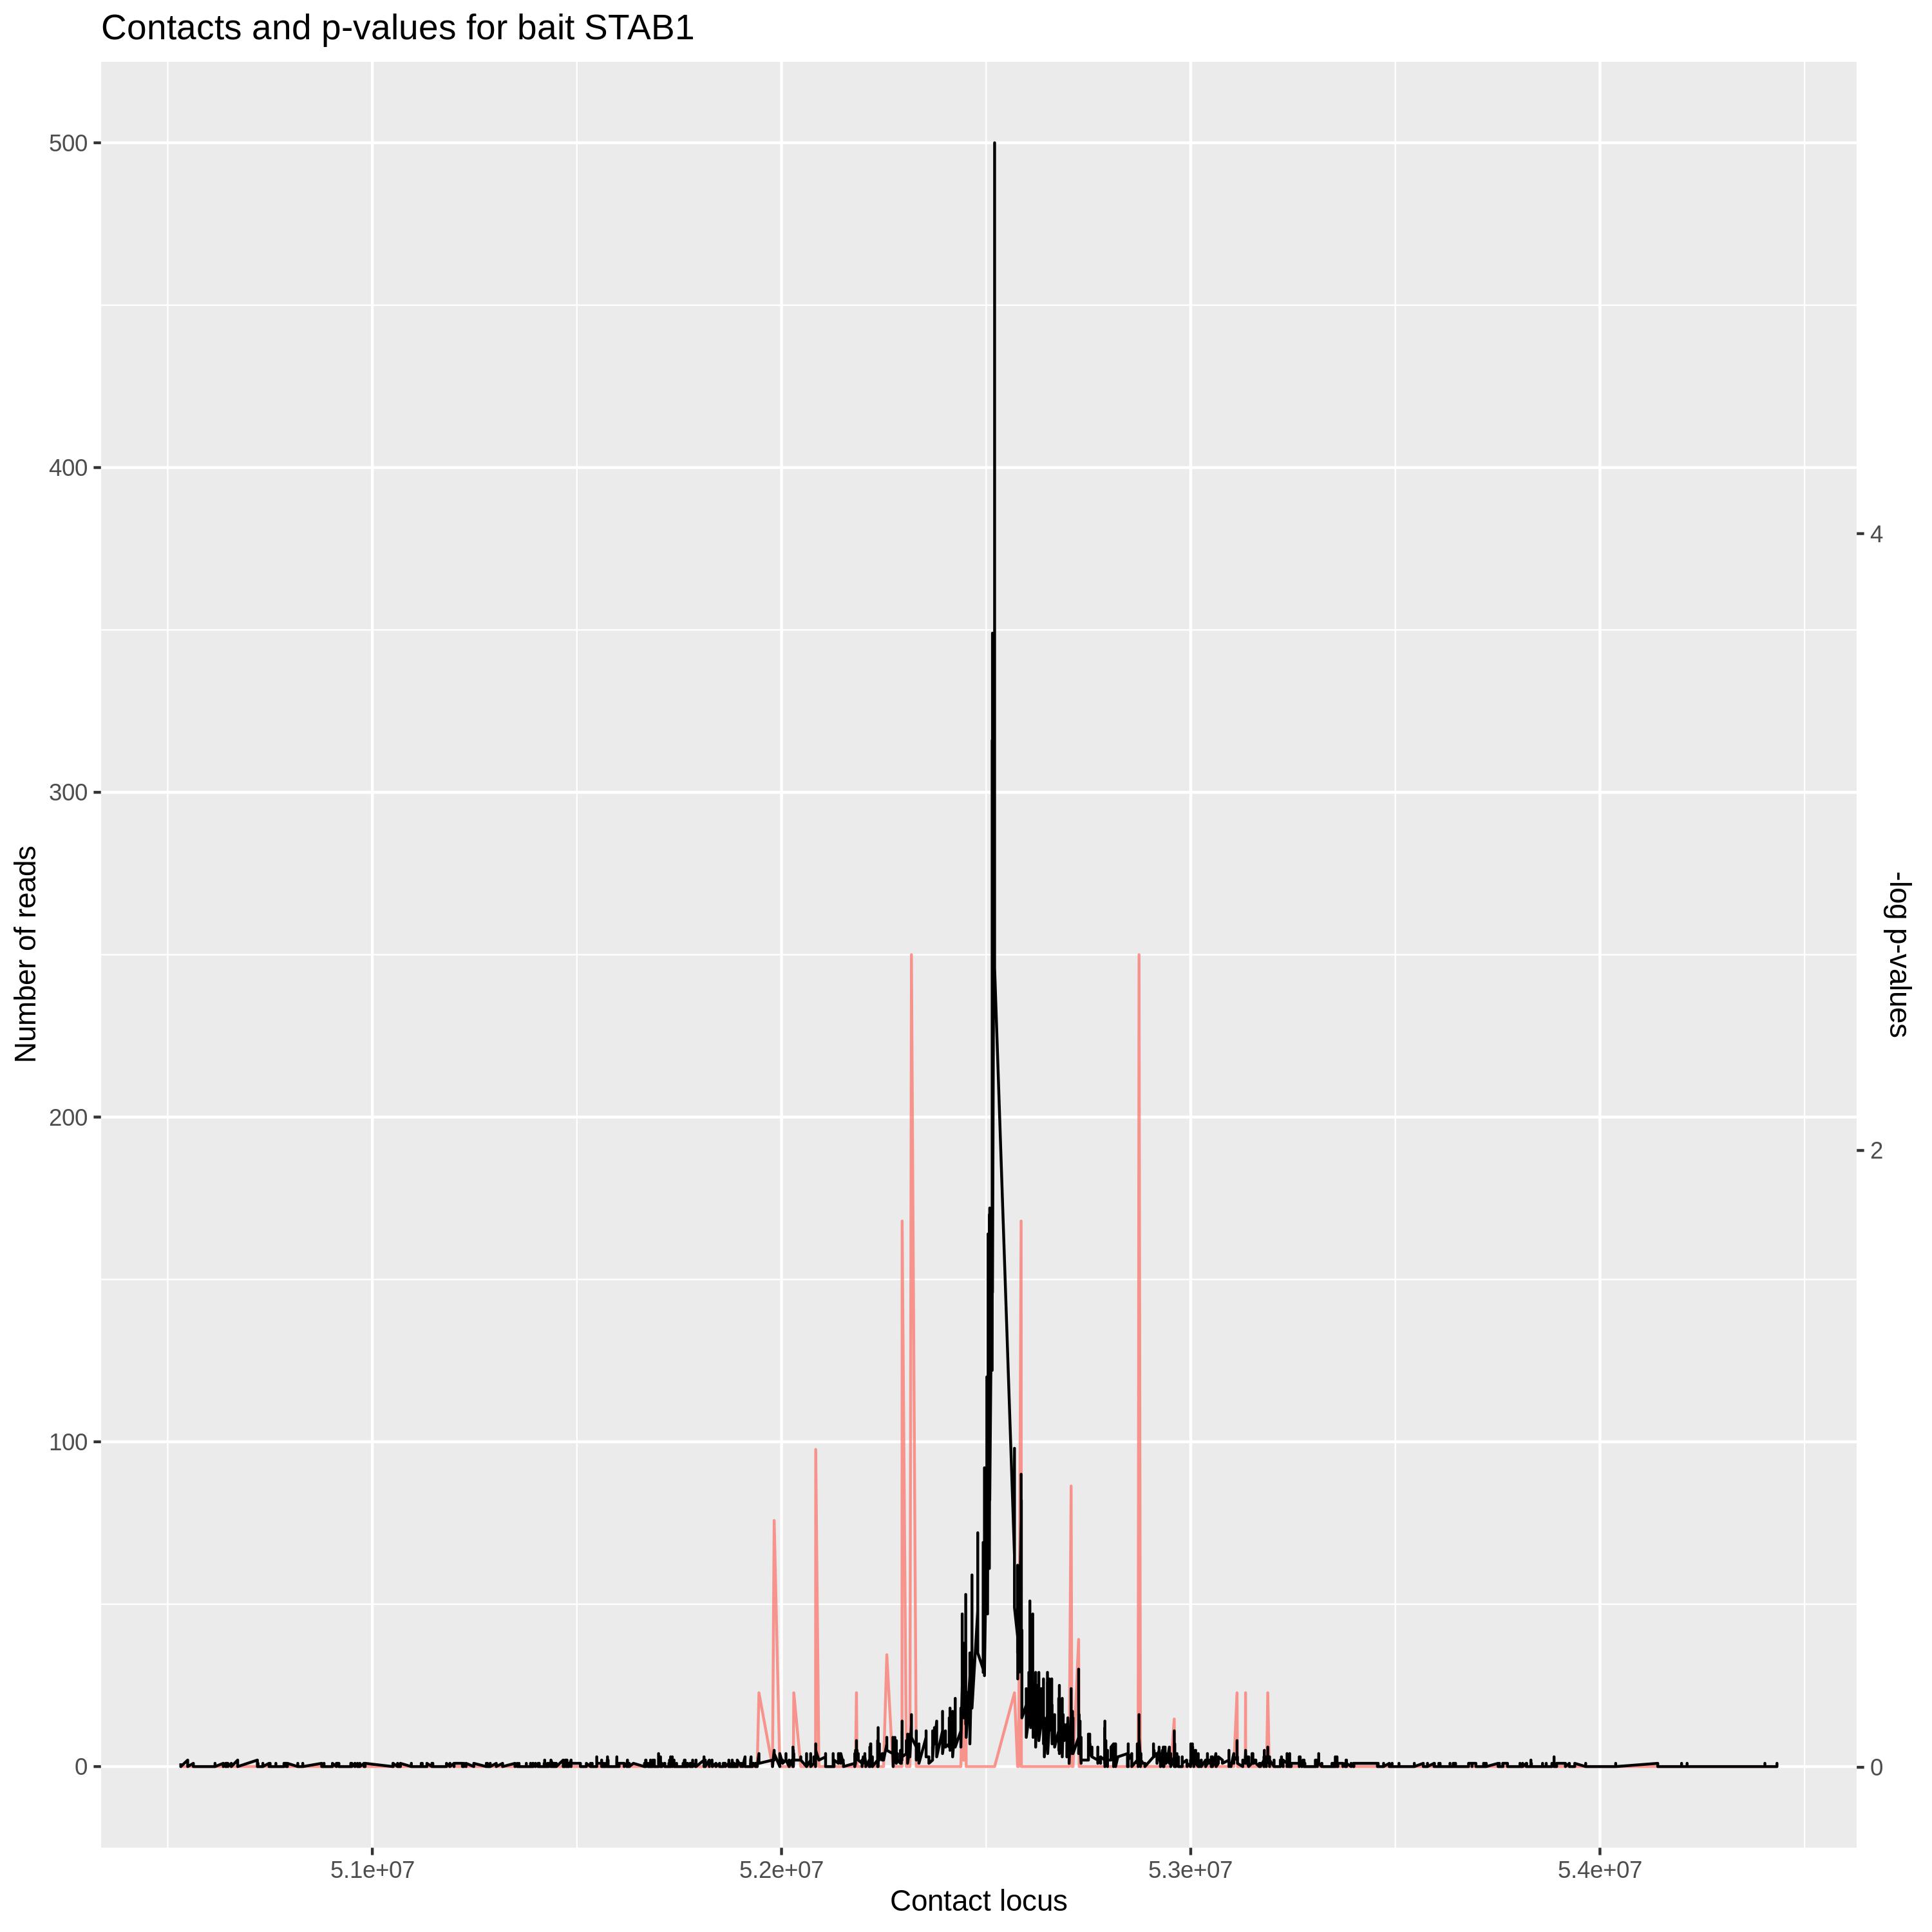 Contacts and p-values for bait STAB1
500
400
300
200
100
0
Number of reads
4
2
0
-log p-values
5.1e+07
5.2e+07
5.3e+07
5.4e+07
Contact locus